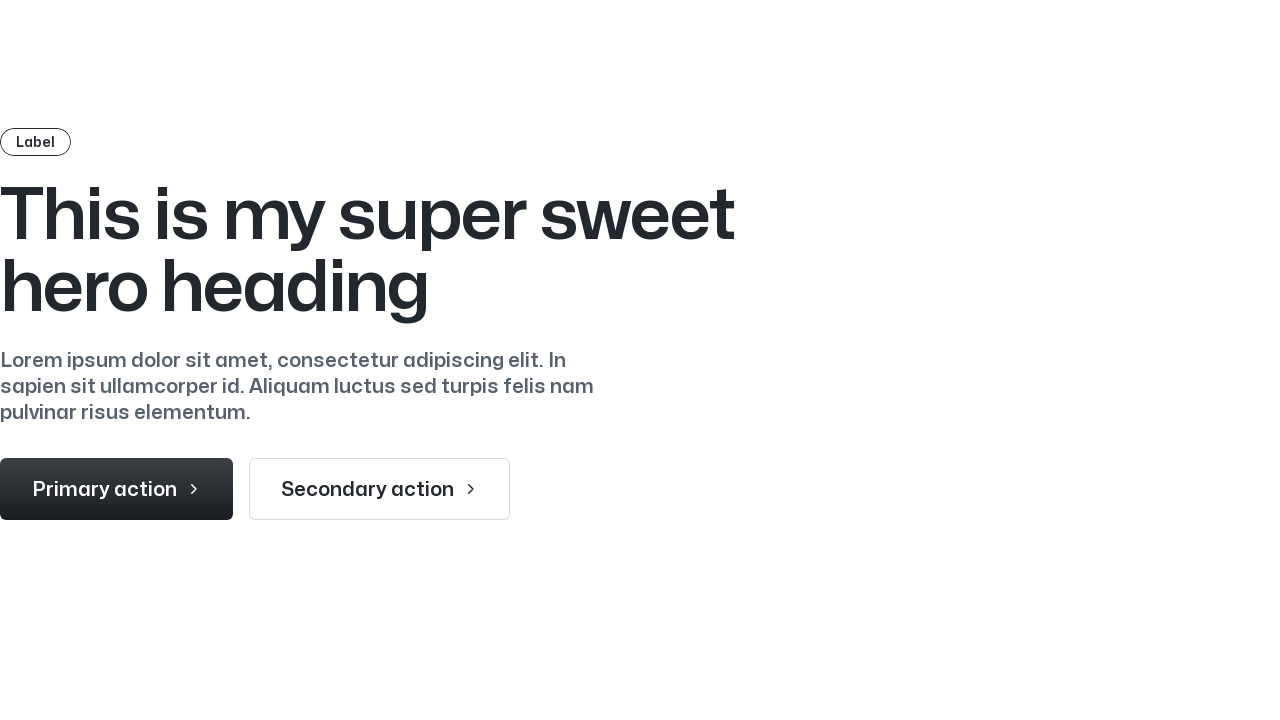 Label
This is my super sweet
hero heading
Lorem ipsum dolor sit amet, consectetur adipiscing elit. In
sapien sit ullamcorper id. Aliquam luctus sed turpis felis nam
pulvinar risus elementum.
Primary action
Secondary action